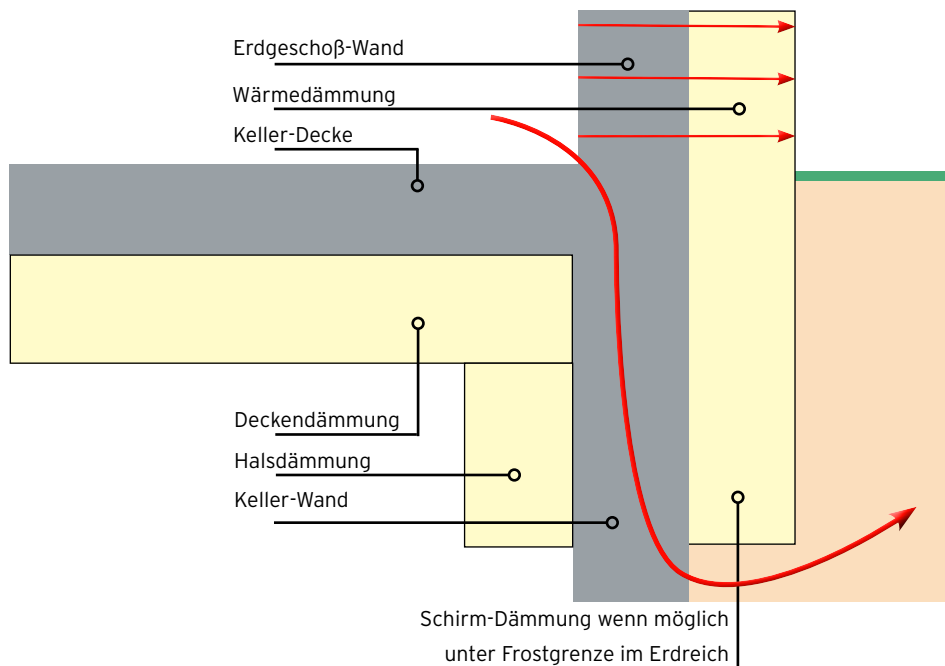 Erdgeschoß-Wand
Wärmedämmung
Keller-Decke
Deckendämmung
Halsdämmung
Keller-Wand
Schirm-Dämmung wenn möglich
unter Frostgrenze im Erdreich